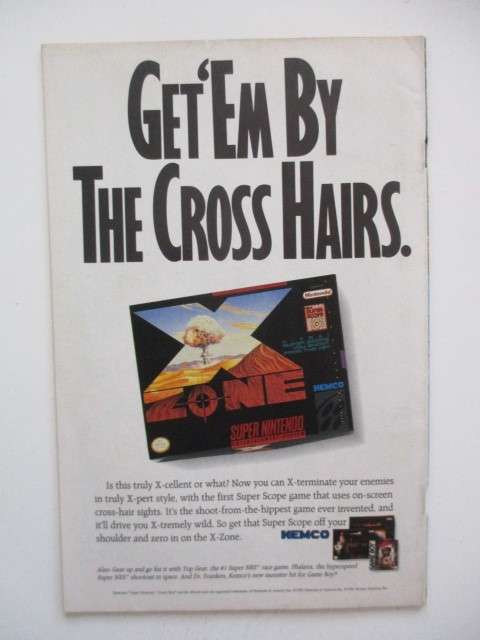 GET 'EM BY
THE CROSS HAIRS.
Nintendo
SUPER
SCOPE
X
ZONE
KEMCO
SUPER NINTENDO
Is this truly X-cellent or what? Now you can X-terminate your enemies
in truly X-pert style, with the first Super Scope game that uses on-screen
cross-hair sights. It's the shoot-from-the-hippest game ever invented, and
it'll drive you X-tremely wild. So get that Super Scope off your
shoulder and zero in on the X-Zone.
KEMCO
Also: Gear up and go for it with Top Gear, the #1 Super NES race game. Phalanx, the hyperspeed
Super NES shootout in space. And Dr. Franken, Kemco's new monster hit for Game Boy.